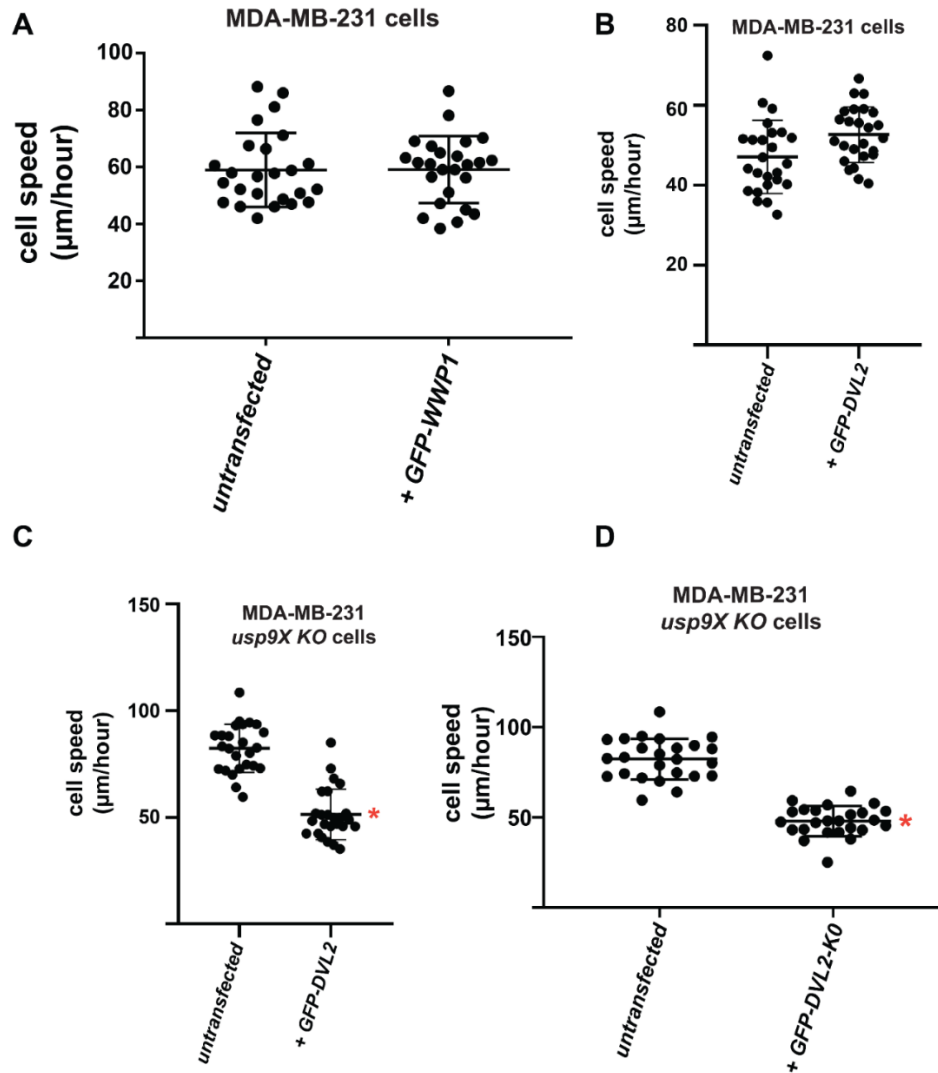 A
MDA-MB-231 cells
cell speed
(µm/hour)
100
80
60
40
20
untransfected
+ GFP-WWP1
B
MDA-MB-231 cells
cell speed
(µm/hour)
80
60
40
20
untransfected
+ GFP-DVL2
C
MDA-MB-231
usp9X KO cells
cell speed
(µm/hour)
150
100
50
*
untransfected
+ GFP-DVL2
D
MDA-MB-231
usp9X KO cells
cell speed
(µm/hour)
150
100
50
*
untransfected
+ GFP-DVL2-K0